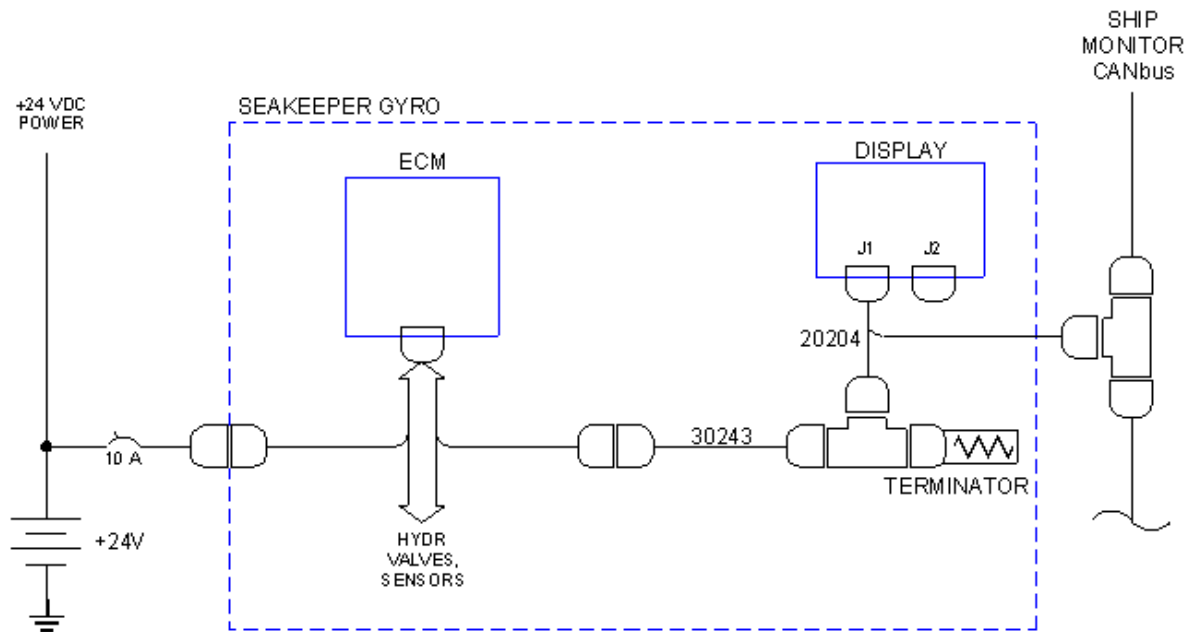 SHIP
MONITOR
CANbus
+24 VDC
POWER
SEAKEEPER GYRO
ECM
DISPLAY
J1
J2
20204
10 A
30243
TERMINATOR
+24V
HYDR
VALVES,
SENSORS